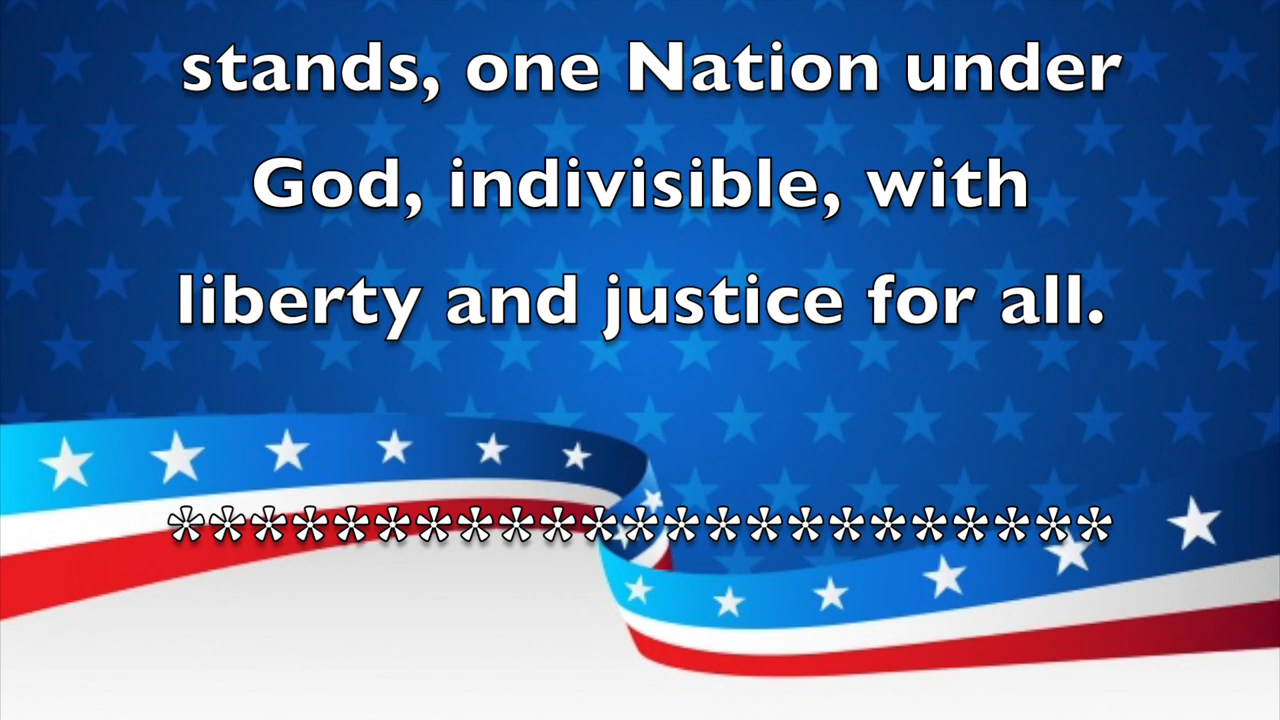 stands, one Nation under
God, indivisible, with
liberty and justice for all.
***********************